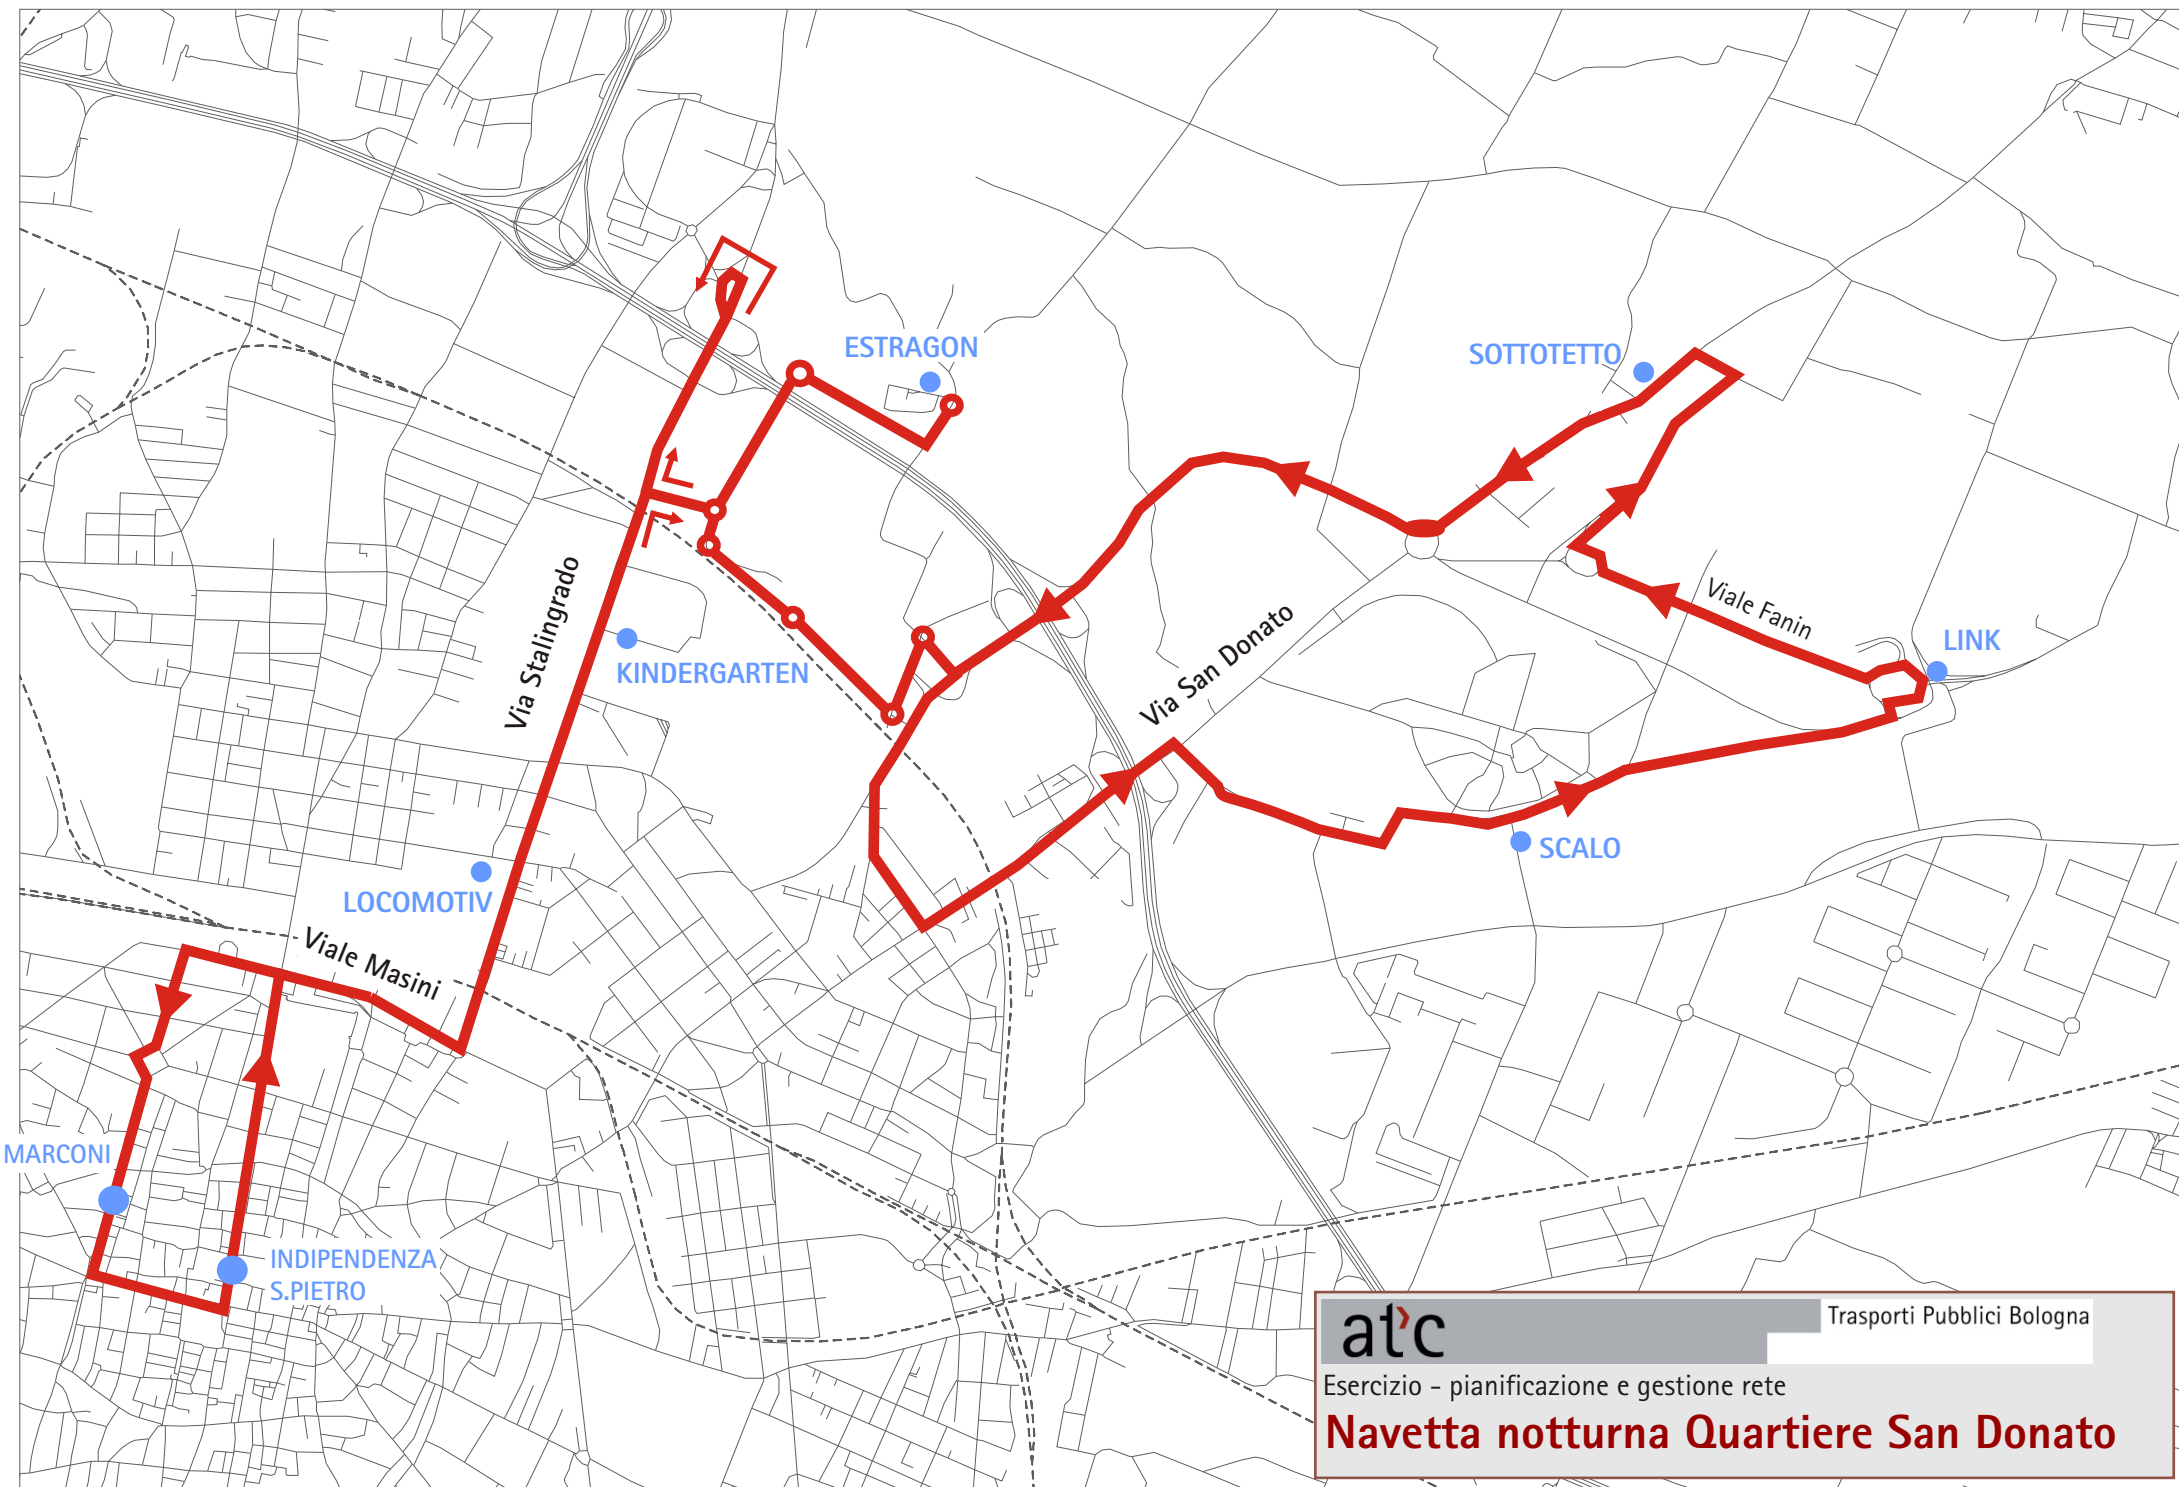 ESTRAGON
SOTTOTETTO
Via Stalingrado
KINDERGARTEN
Via San Donato
Viale Fanin
LINK
SCALO
LOCOMOTIV
Viale Masini
MARCONI
INDIPENDENZA
S.PIETRO
at'c
Trasporti Pubblici Bologna
Esercizio - pianificazione e gestione rete
Navetta notturna Quartiere San Donato